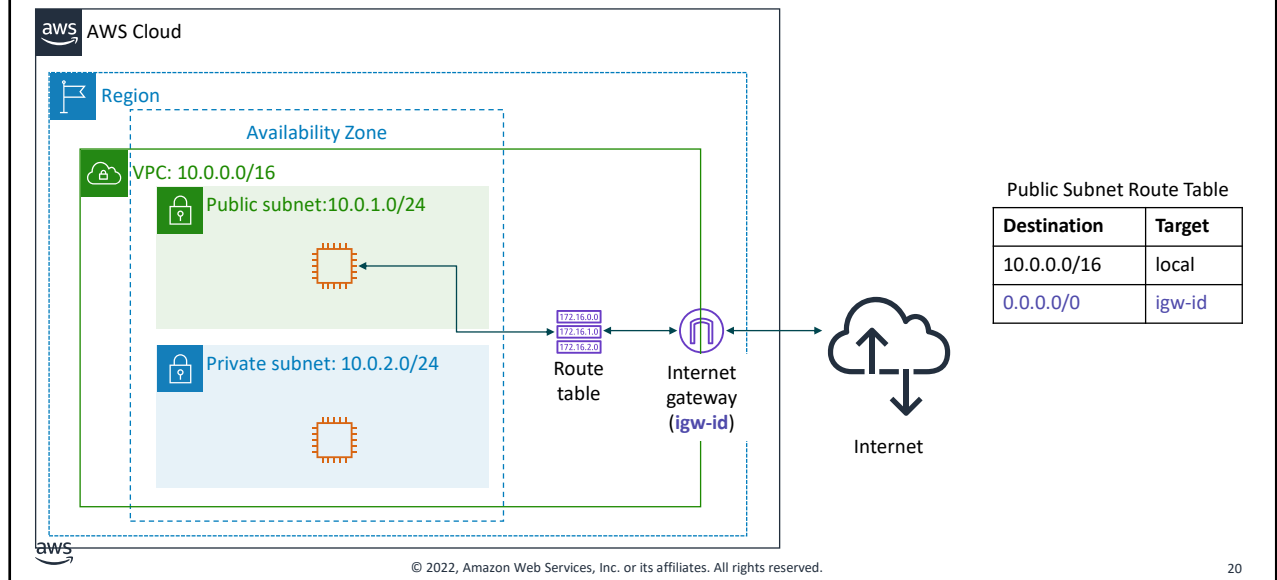 aws AWS Cloud
Region
Availability Zone
VPC: 10.0.0.0/16
Public subnet:10.0.1.0/24
Private subnet: 10.0.2.0/24
172.16.0.0
172.16.1.0
172.16.2.0
Route
table
Internet
gateway
(igw-id)
Internet
Public Subnet Route Table
Destination Target
10.0.0.0/16 local
0.0.0.0/0 igw-id
aws
© 2022, Amazon Web Services, Inc. or its affiliates. All rights reserved.
20